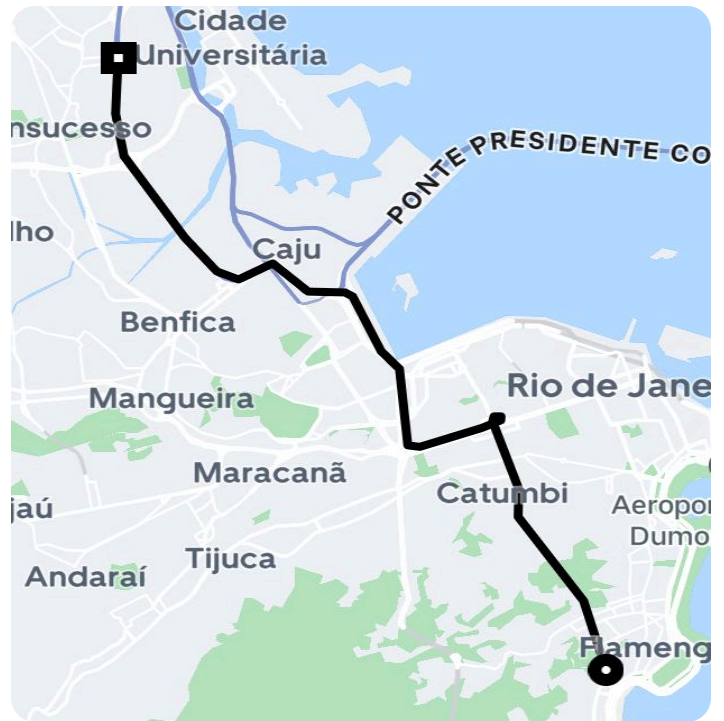 Cidade
Universitária
nsucesso
PONTE PRESIDENTE CO
lho
Caju
Benfica
Rio de Jane
Mangueira
Maracanã
Catumbi
jaú
Aeropor
Dumo
Tijuca
Andaraí
Flameng